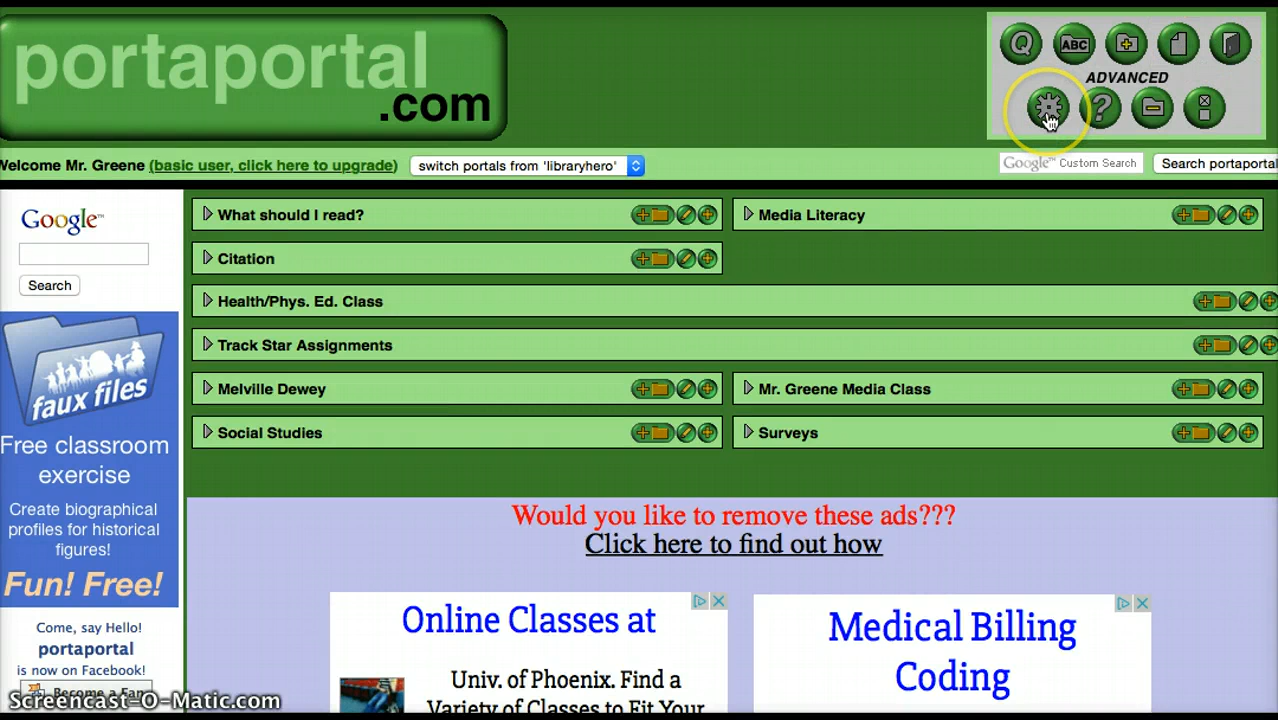 portaportal
.com
Q
ABC
ADVANCED
?
Welcome Mr. Greene (basic user, click here to upgrade)
switch portals from 'libraryhero'
Google™ Custom Search
Search portaportal
Google™
Search
What should I read?
Media Literacy
Citation
Health/Phys. Ed. Class
Track Star Assignments
Melville Dewey
Mr. Greene Media Class
Social Studies
Surveys
faux files
Free classroom
exercise
Create biographical
profiles for historical
figures!
Fun! Free!
Come, say Hello!
portaportal
is now on Facebook!
Become a Fan
Would you like to remove these ads???
Click here to find out how
Online Classes at
Univ. of Phoenix. Find a
Variety of Classes to Fit Your
Medical Billing
Coding
Screencast-O-Matic.com